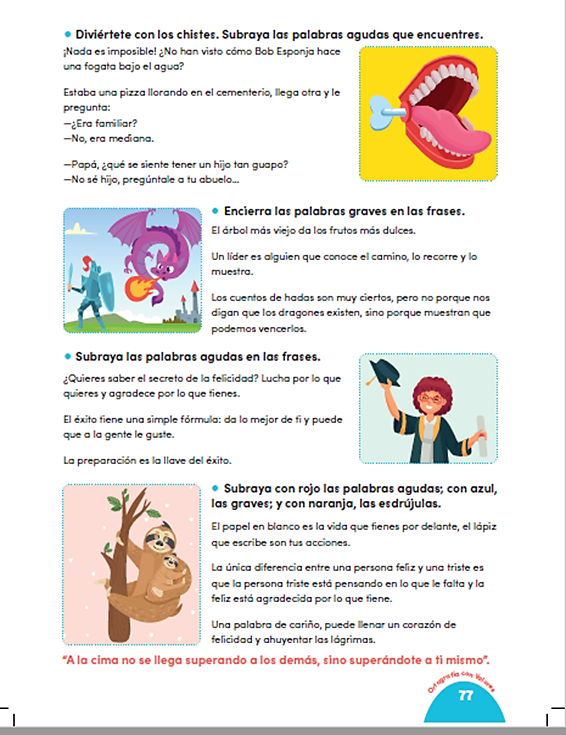 • Diviértete con los chistes. Subraya las palabras agudas que encuentres.
¡Nada es imposible! ¿No han visto cómo Bob Esponja hace
una fogata bajo el agua?
Estaba una pizza llorando en el cementerio, llega otra y le
pregunta:
—¿Era familiar?
—No, era mediana.
—Papá, ¿qué se siente tener un hijo tan guapo?
—No sé hijo, pregúntale a tu abuelo...
• Encierra las palabras graves en las frases.
El árbol más viejo da los frutos más dulces.
Un líder es alguien que conoce el camino, lo recorre y lo
muestra.
Los cuentos de hadas son muy ciertos, pero no porque nos
digan que los dragones existen, sino porque muestran que
podemos vencerlos.
• Subraya las palabras agudas en las frases.
¿Quieres saber el secreto de la felicidad? Lucha por lo que
quieres y agradece por lo que tienes.
El éxito tiene una simple fórmula: da lo mejor de ti y puede
que a la gente le guste.
La preparación es la llave del éxito.
• Subraya con rojo las palabras agudas; con azul,
las graves; y con naranja, las esdrújulas.
El papel en blanco es la vida que tienes por delante, el lápiz
que escribe son tus acciones.
La única diferencia entre una persona feliz y una triste es
que la persona triste está pensando en lo que le falta y la
feliz está agradecida por lo que tiene.
Una palabra de cariño, puede llenar un corazón de
felicidad y ahuyentar las lágrimas.
"A la cima no se llega superando a los demás, sino superándote a ti mismo".
Ortografía con Valores
77